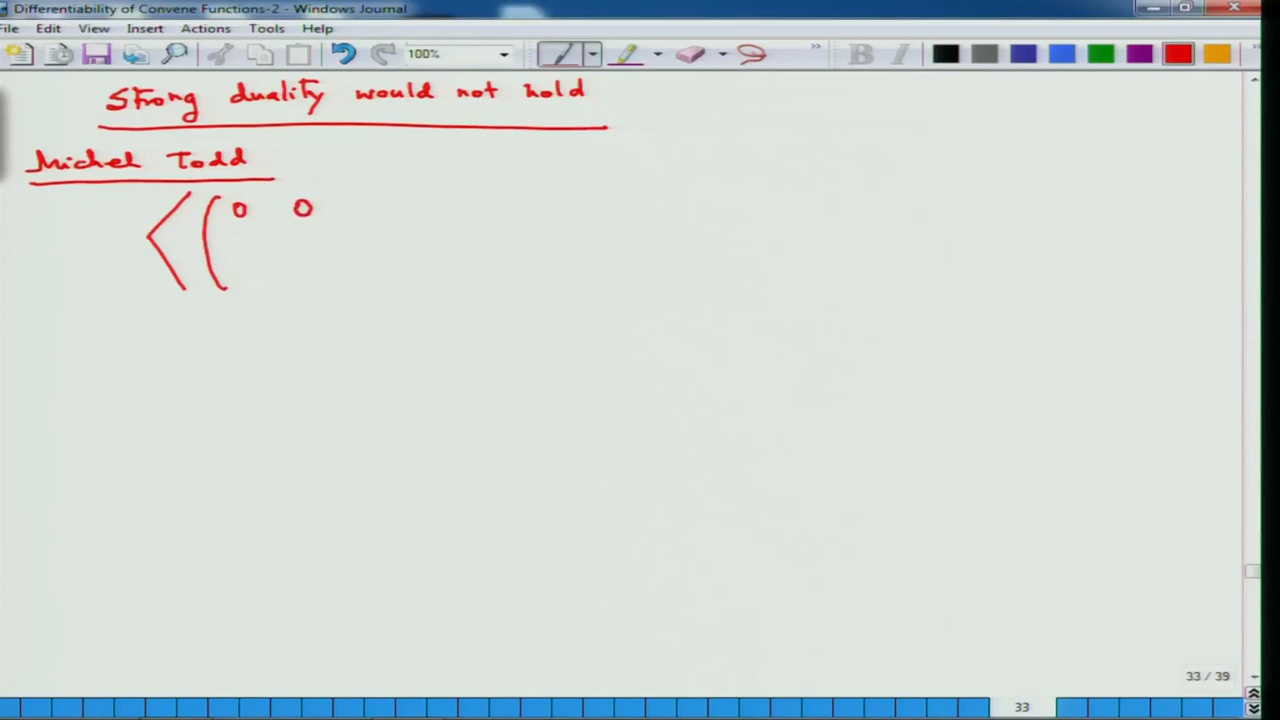 Differentiability of Convene Functions-2 - Windows Journal
File Edit View Insert Actions Tools Help
100%
B I
Strong duality would not hold
Michel Todd
< ( 0 0
33 / 39
33